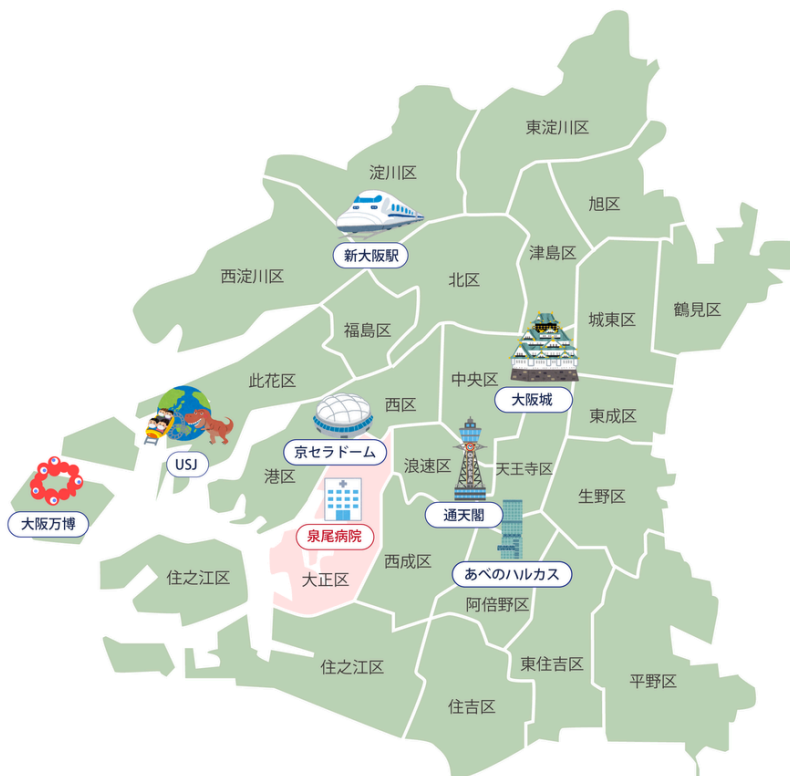 東淀川区
淀川区
旭区
新大阪駅
津島区
西淀川区
北区
鶴見区
城東区
福島区
此花区
中央区
大阪城
西区
東成区
京セラドーム
USJ
浪速区
天王寺区
港区
生野区
大阪万博
通天閣
泉尾病院
西成区
あべのハルカス
住之江区
大正区
阿倍野区
住之江区
東住吉区
平野区
住吉区